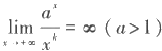 lim_{x→+∞} a^x / x^k = ∞ (a>1)